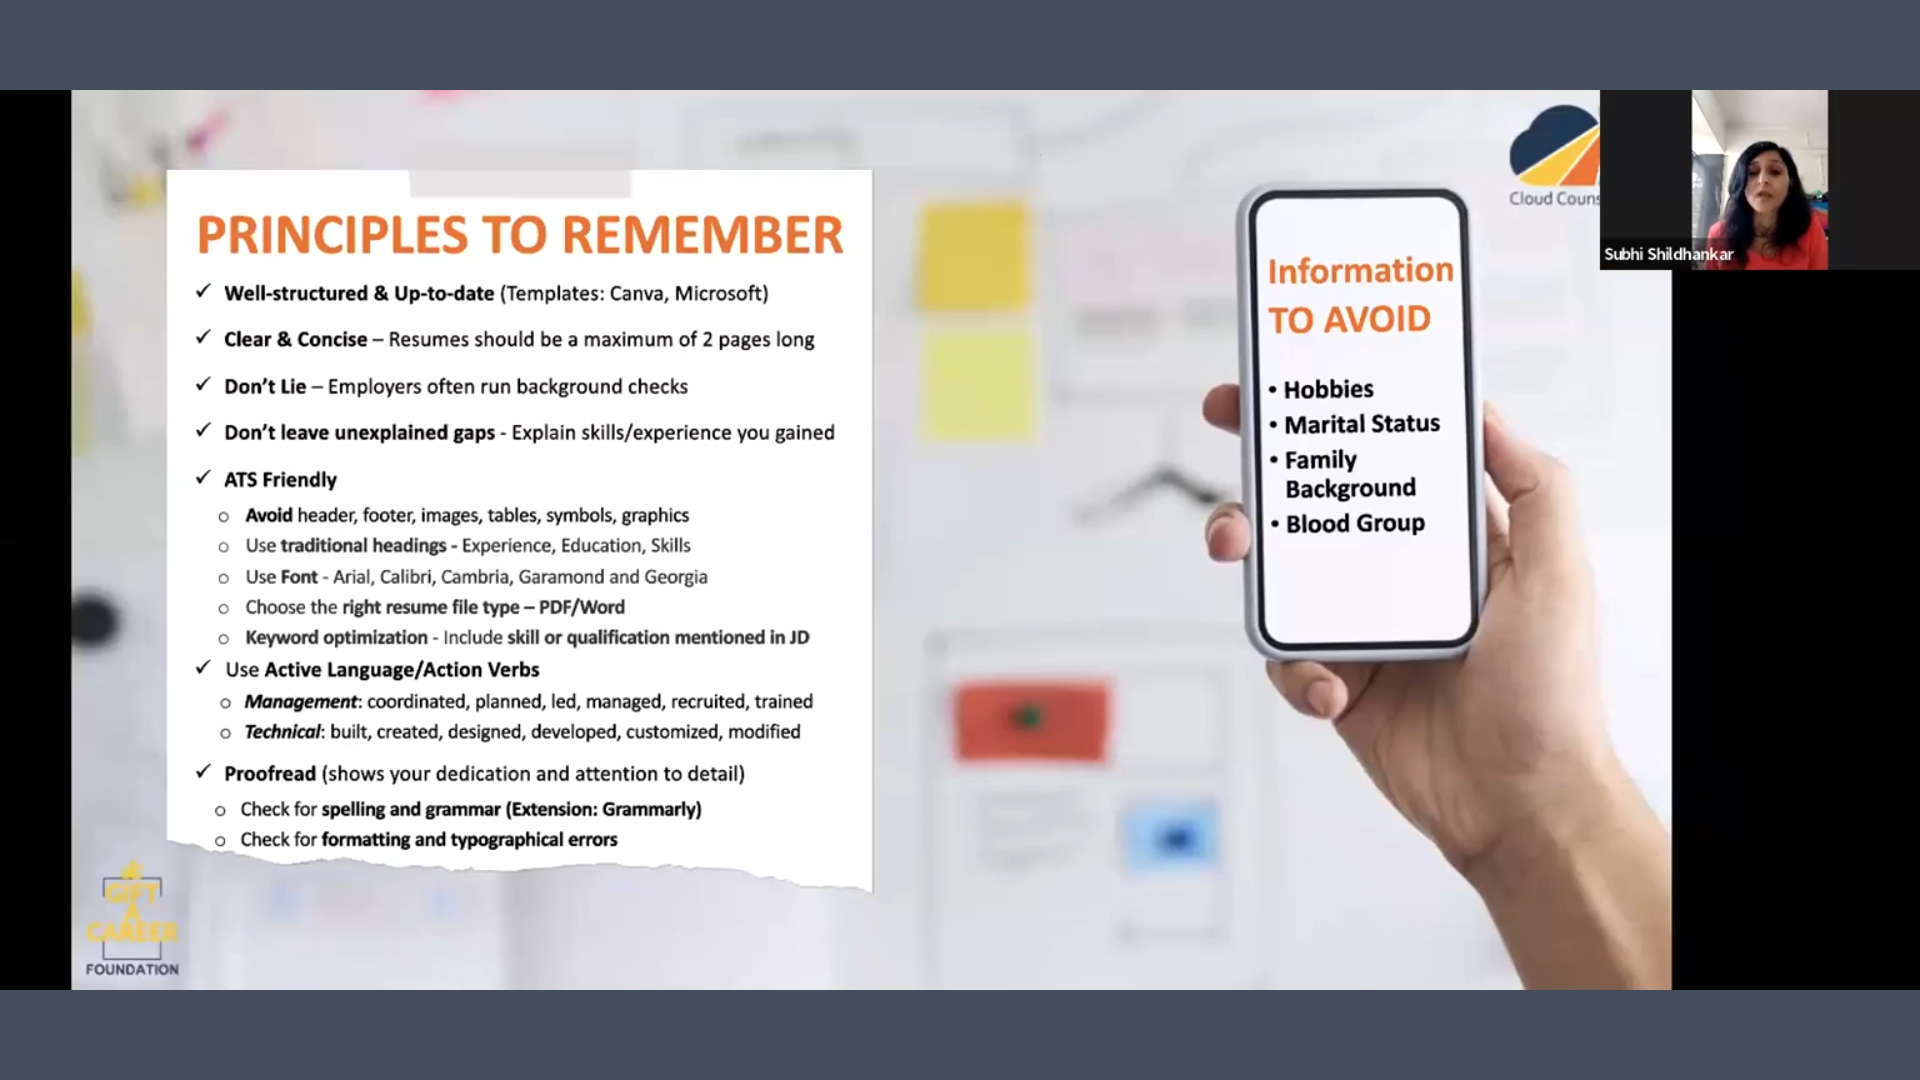 PRINCIPLES TO REMEMBER
✓ Well-structured & Up-to-date (Templates: Canva, Microsoft)
✓ Clear & Concise – Resumes should be a maximum of 2 pages long
✓ Don't Lie – Employers often run background checks
✓ Don't leave unexplained gaps - Explain skills/experience you gained
✓ ATS Friendly
o Avoid header, footer, images, tables, symbols, graphics
o Use traditional headings - Experience, Education, Skills
o Use Font - Arial, Calibri, Cambria, Garamond and Georgia
o Choose the right resume file type – PDF/Word
o Keyword optimization - Include skill or qualification mentioned in JD
✓ Use Active Language/Action Verbs
o Management: coordinated, planned, led, managed, recruited, trained
o Technical: built, created, designed, developed, customized, modified
✓ Proofread (shows your dedication and attention to detail)
o Check for spelling and grammar (Extension: Grammarly)
o Check for formatting and typographical errors
Information
TO AVOID
• Hobbies
• Marital Status
• Family
Background
• Blood Group
Cloud Couns
Subhi Shildhankar
GIFT
A
CAREER
FOUNDATION